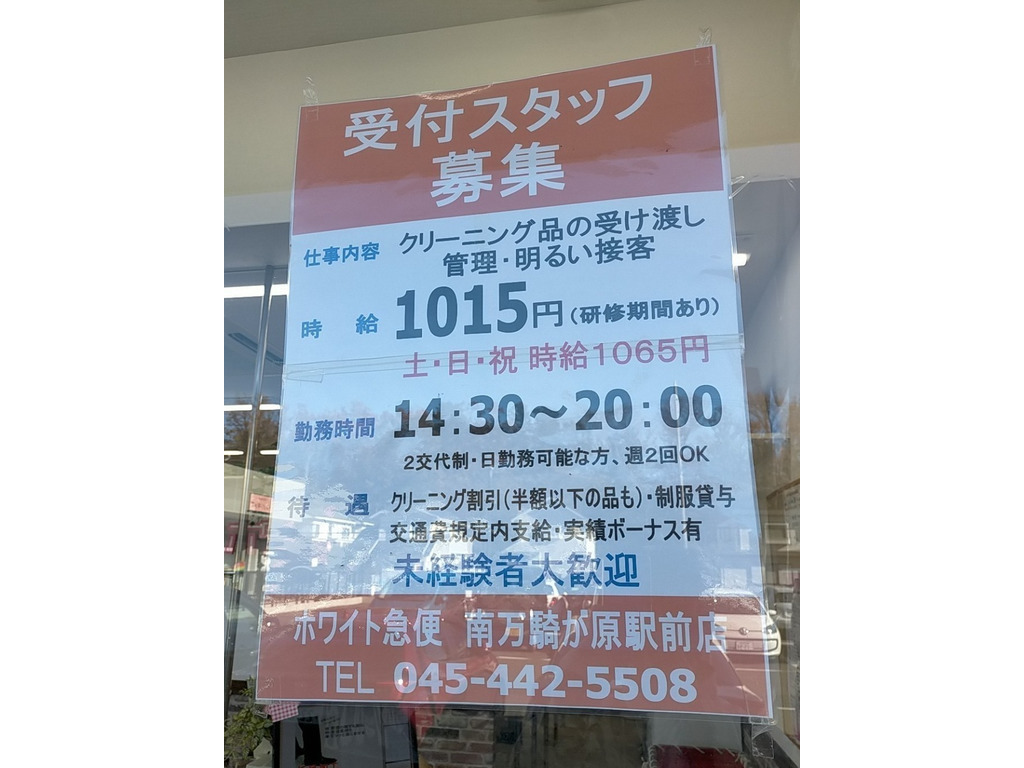 受付スタッフ
募集
仕事内容 クリーニング品の受け渡し
管理・明るい接客
時給 1015円(研修期間あり)
土・日・祝 時給1065円
勤務時間 14:30～20:00
2交代制・日勤務可能な方、週2回OK
待遇 クリーニング割引(半額以下の品も)・制服貸与
交通費規定内支給・実績ボーナス有
未経験者大歓迎
ホワイト急便 南万騎が原駅前店
TEL 045-442-5508